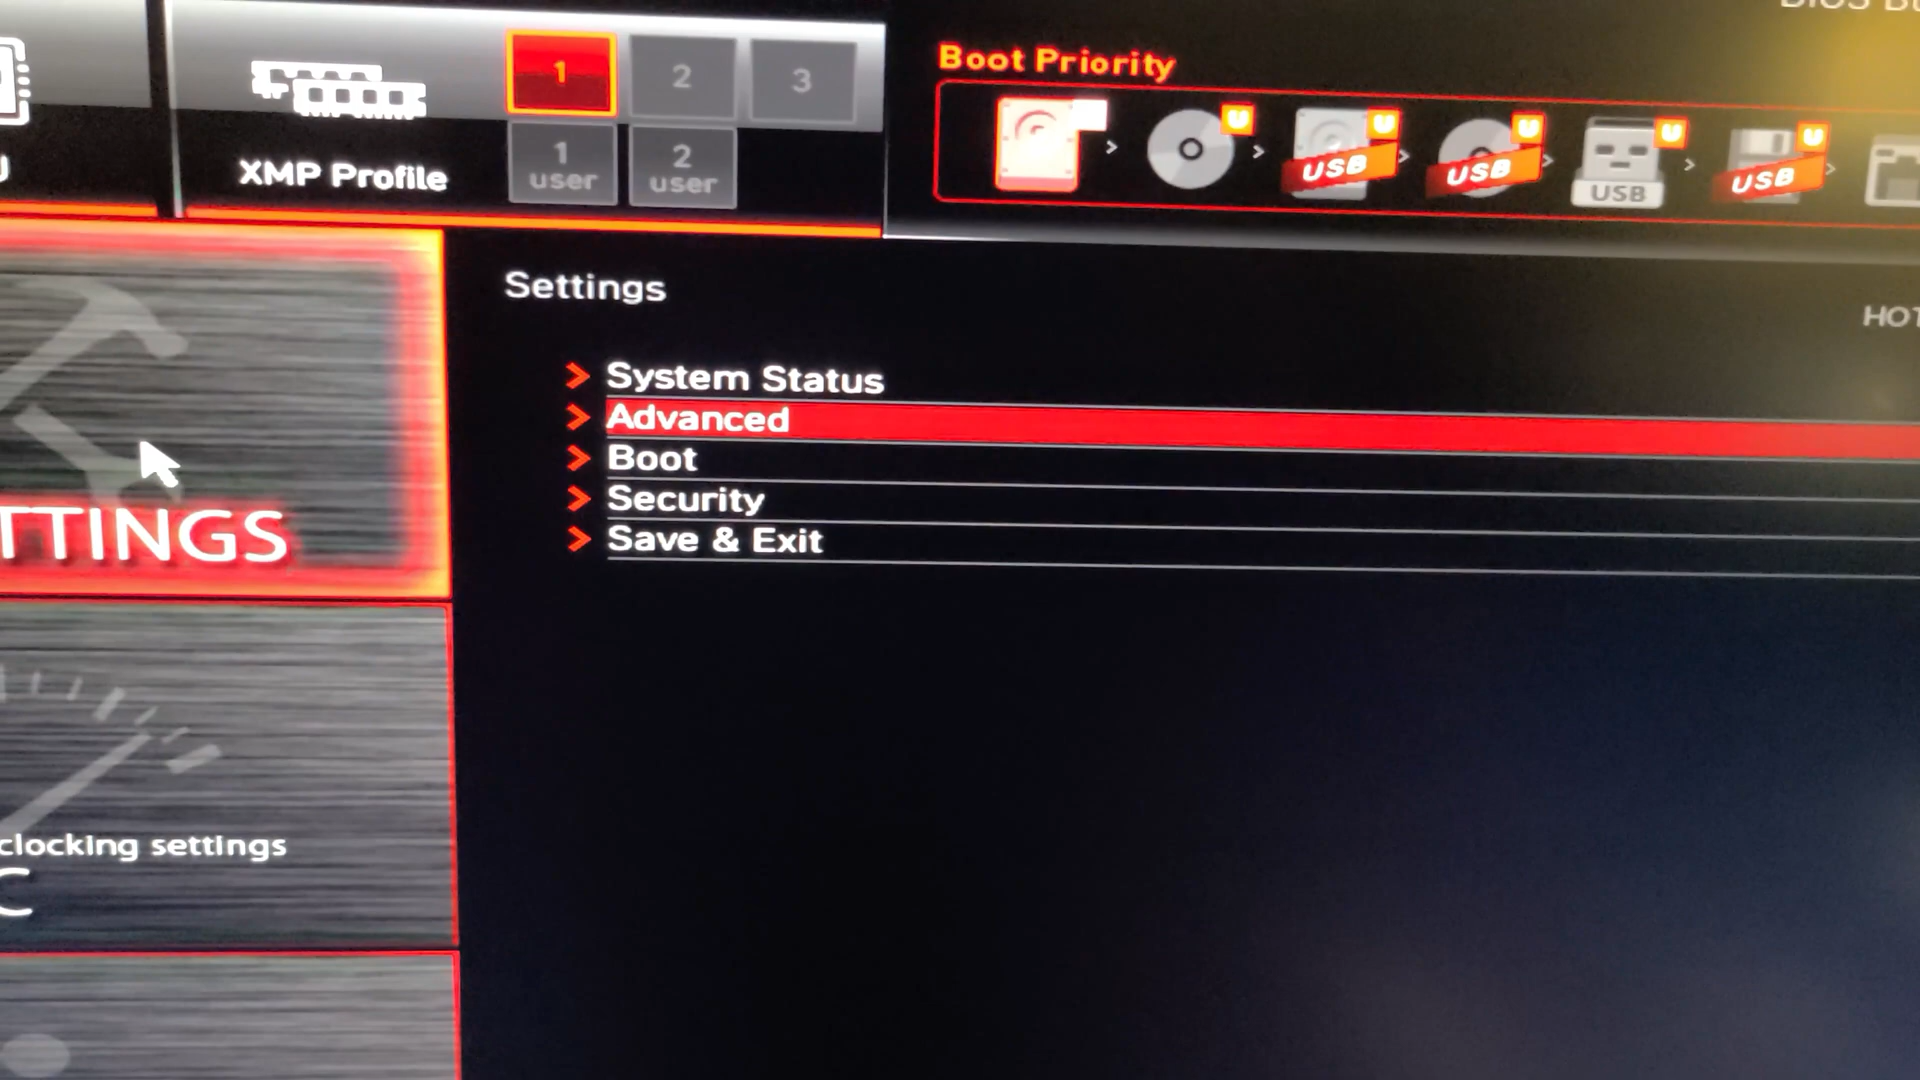 BIOS
Boot Priority
1
2
3
U
U
U
U
U
USB
USB
USB
USB
XMP Profile
1
user
2
user
Settings
HOT
System Status
Advanced
Boot
Security
Save & Exit
TTINGS
clocking settings
C